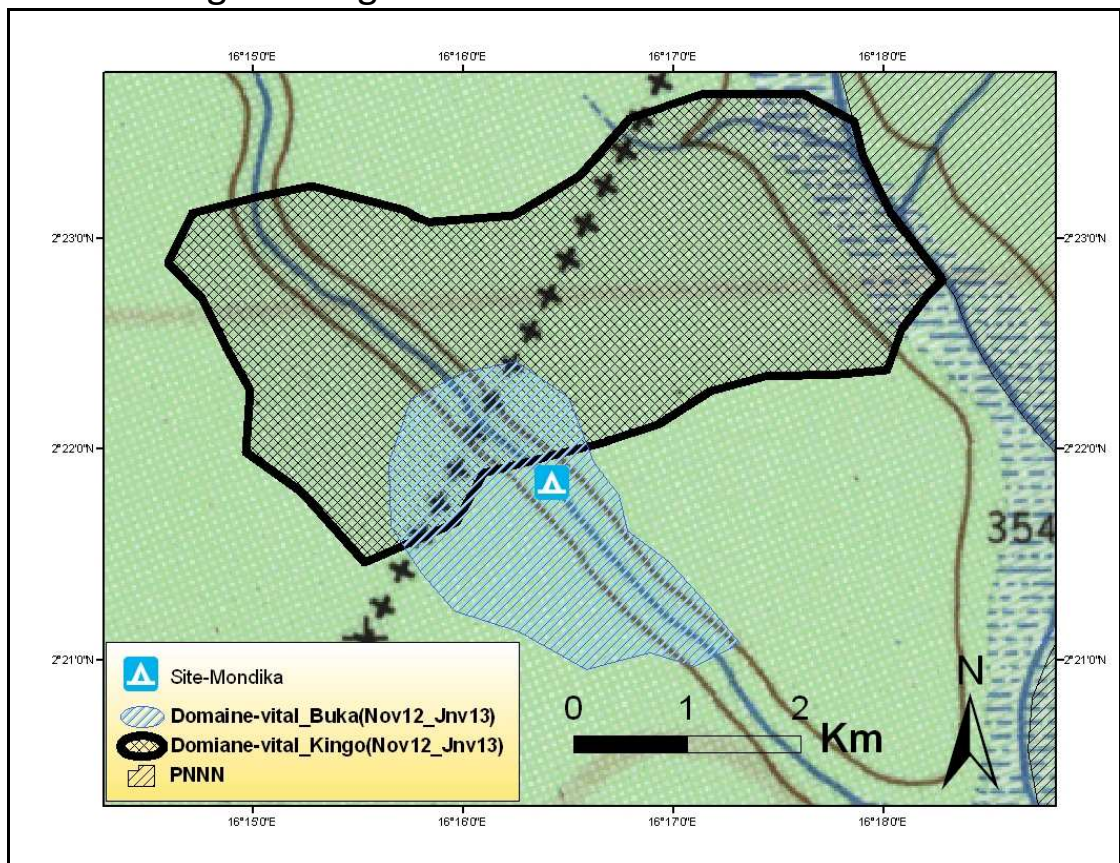 16°15'0"E 16°16'0"E 16°17'0"E 16°18'0"E
2°23'0"N 2°23'0"N
2°22'0"N 2°22'0"N
354
2°21'0"N 2°21'0"N
Site-Mondika
Domaine-vital_Buka(Nov12_Jnv13)
Domiane-vital_Kingo(Nov12_Jnv13)
PNNN
0 1 2
Km
N
16°15'0"E 16°16'0"E 16°17'0"E 16°18'0"E